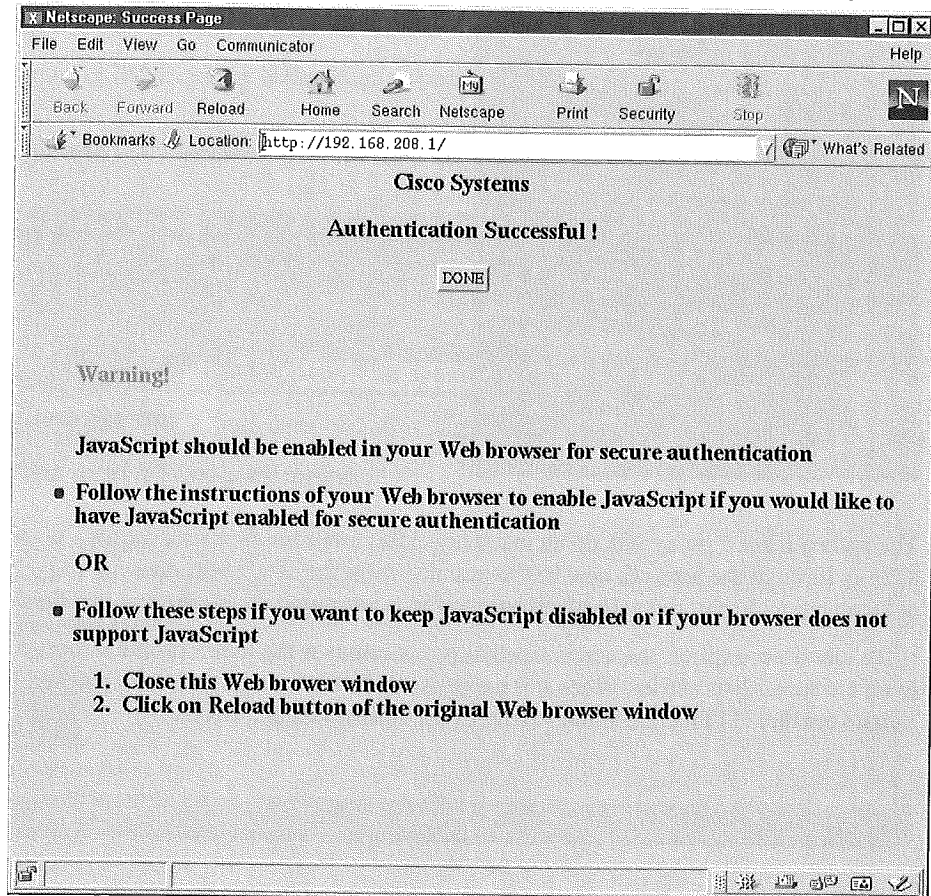 Netscape: Success Page
File Edit View Go Communicator Help
Back Forward Reload Home Search Netscape Print Security Stop
My
N
Bookmarks Location: http://192.168.208.1/ What's Related
Cisco Systems
Authentication Successful !
DONE
Warning!
JavaScript should be enabled in your Web browser for secure authentication
Follow the instructions of your Web browser to enable JavaScript if you would like to
have JavaScript enabled for secure authentication
OR
Follow these steps if you want to keep JavaScript disabled or if your browser does not
support JavaScript
1. Close this Web brower window
2. Click on Reload button of the original Web browser window